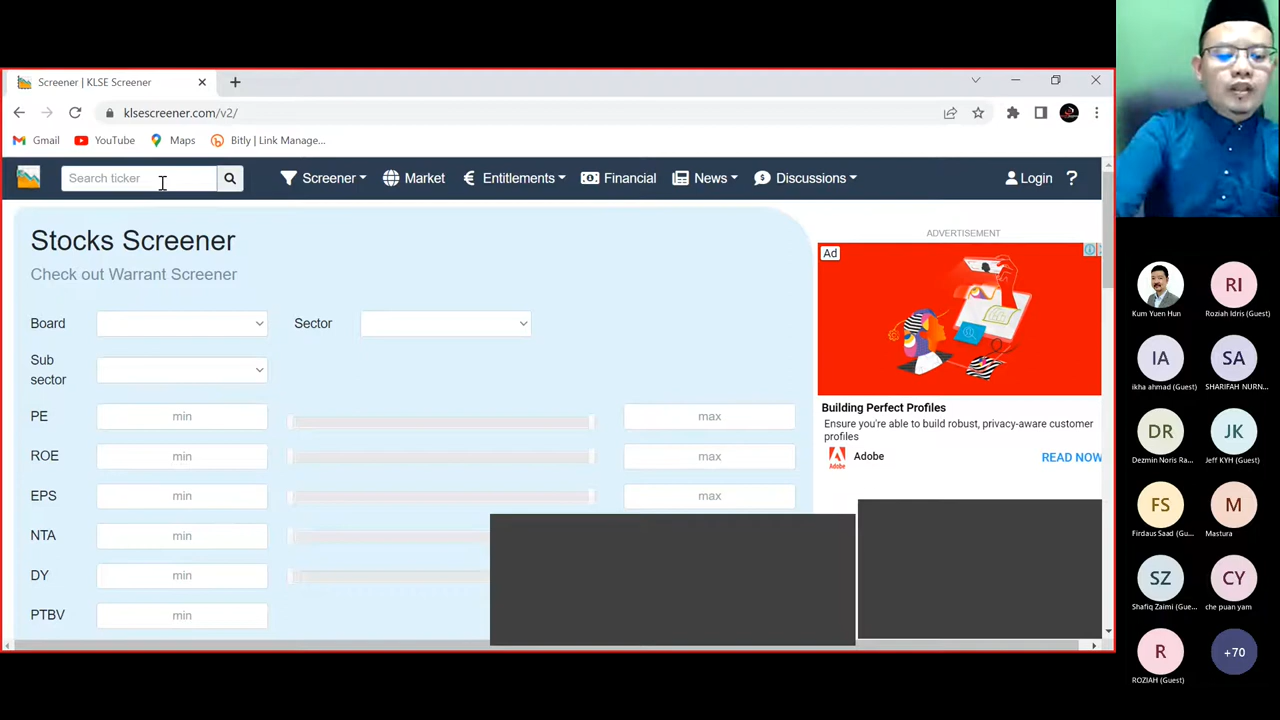 Screener | KLSE Screener
klsescreener.com/v2/
Gmail YouTube Maps Bitly | Link Manage...
Search ticker Screener Market € Entitlements Financial News Discussions Login ?
Stocks Screener
Check out Warrant Screener
Board Sector
Sub
sector
PE min max
ROE min max
EPS min max
NTA min
DY min
PTBV min
ADVERTISEMENT
Ad
Building Perfect Profiles
Ensure you're able to build robust, privacy-aware customer
profiles
Adobe
Adobe READ NOW
Kum Yuen Hun
RI
Roziah Idris (Guest)
IA
ikha ahmad (Guest)
SA
SHARIFAH NURN...
DR
Dezmin Noris Ra...
JK
Jeff KYH (Guest)
FS
Firdaus Saad (Gu...
M
Mastura
SZ
Shafiq Zaimi (Gue...
CY
che puan yam
R
ROZIAH (Guest)
+70